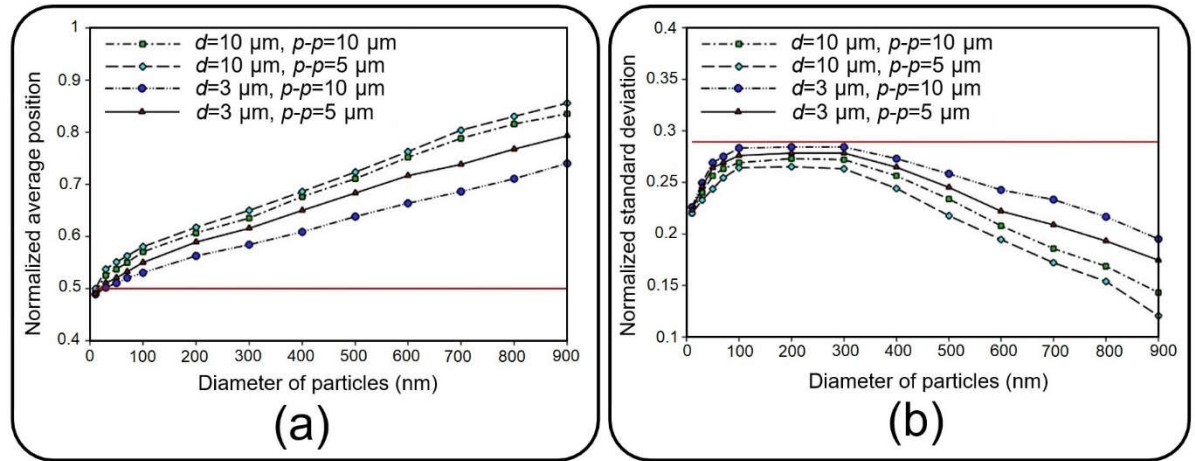 1
0.9
0.8
0.7
0.6
0.5
0.4
Normalized average position
d=10 µm, p-p=10 µm
d=10 µm, p-p=5 µm
d=3 µm, p-p=10 µm
d=3 µm, p-p=5 µm
0 100 200 300 400 500 600 700 800 900
Diameter of particles (nm)
(a)
0.4
0.35
0.3
0.25
0.2
0.15
0.1
Normalized standard deviation
d=10 µm, p-p=10 µm
d=10 µm, p-p=5 µm
d=3 µm, p-p=10 µm
d=3 µm, p-p=5 µm
0 100 200 300 400 500 600 700 800 900
Diameter of particles (nm)
(b)